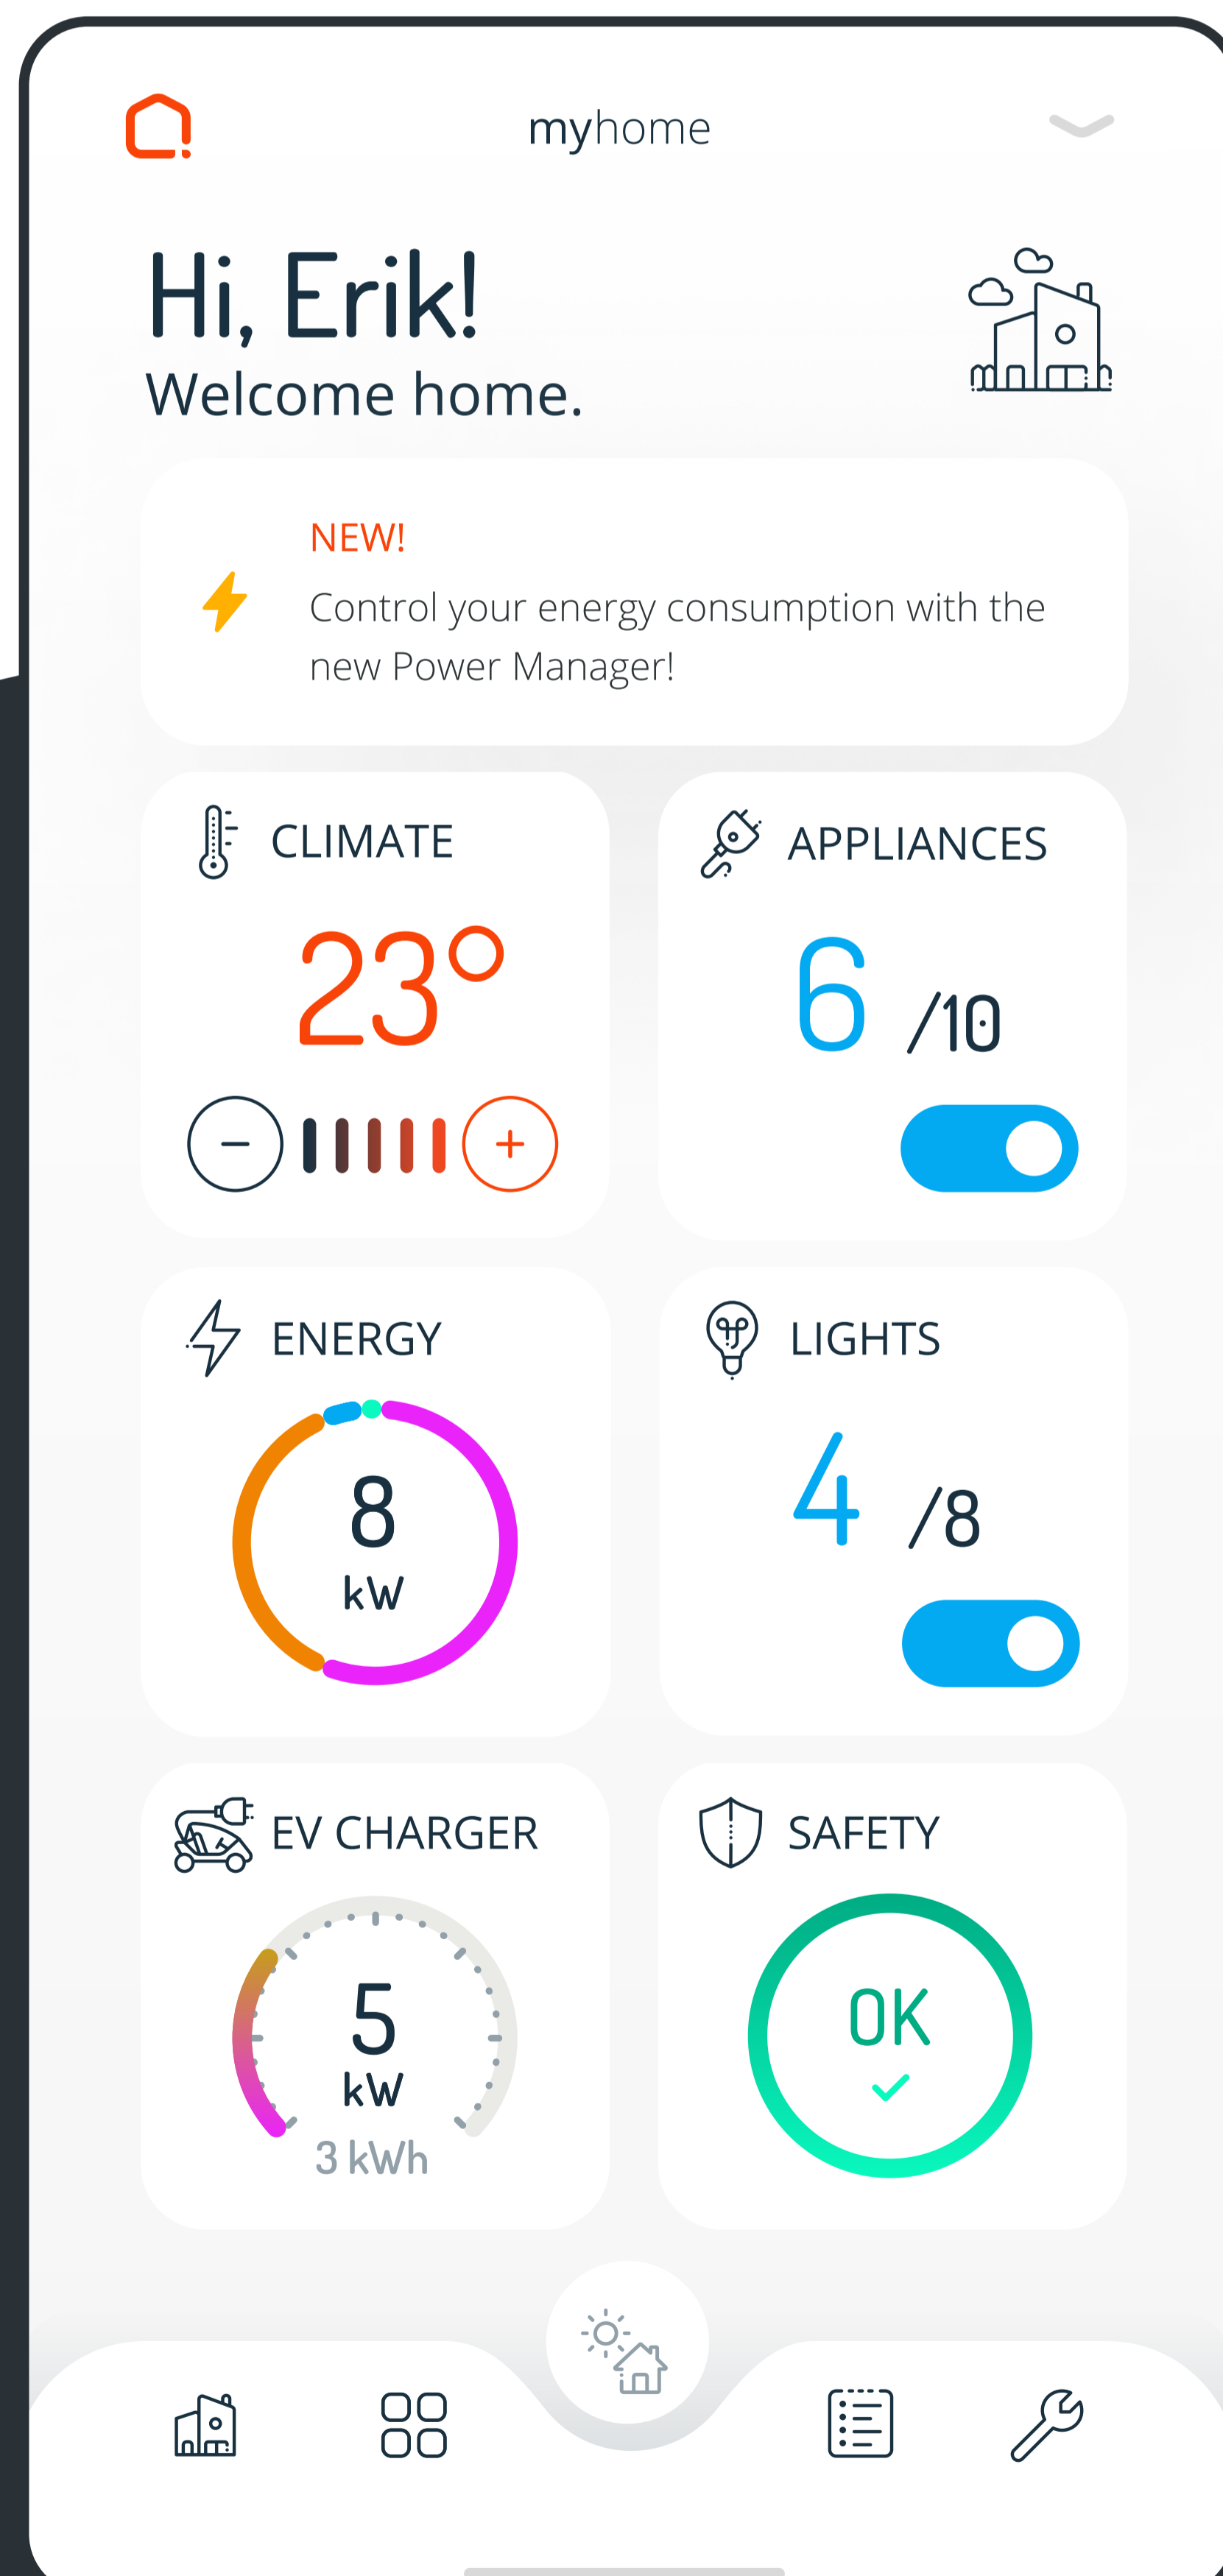 myhome
Hi, Erik!
Welcome home.
NEW!
Control your energy consumption with the
new Power Manager!
CLIMATE
23°
APPLIANCES
6 /10
ENERGY
8
kW
LIGHTS
4 /8
EV CHARGER
5
kW
3 kWh
SAFETY
OK